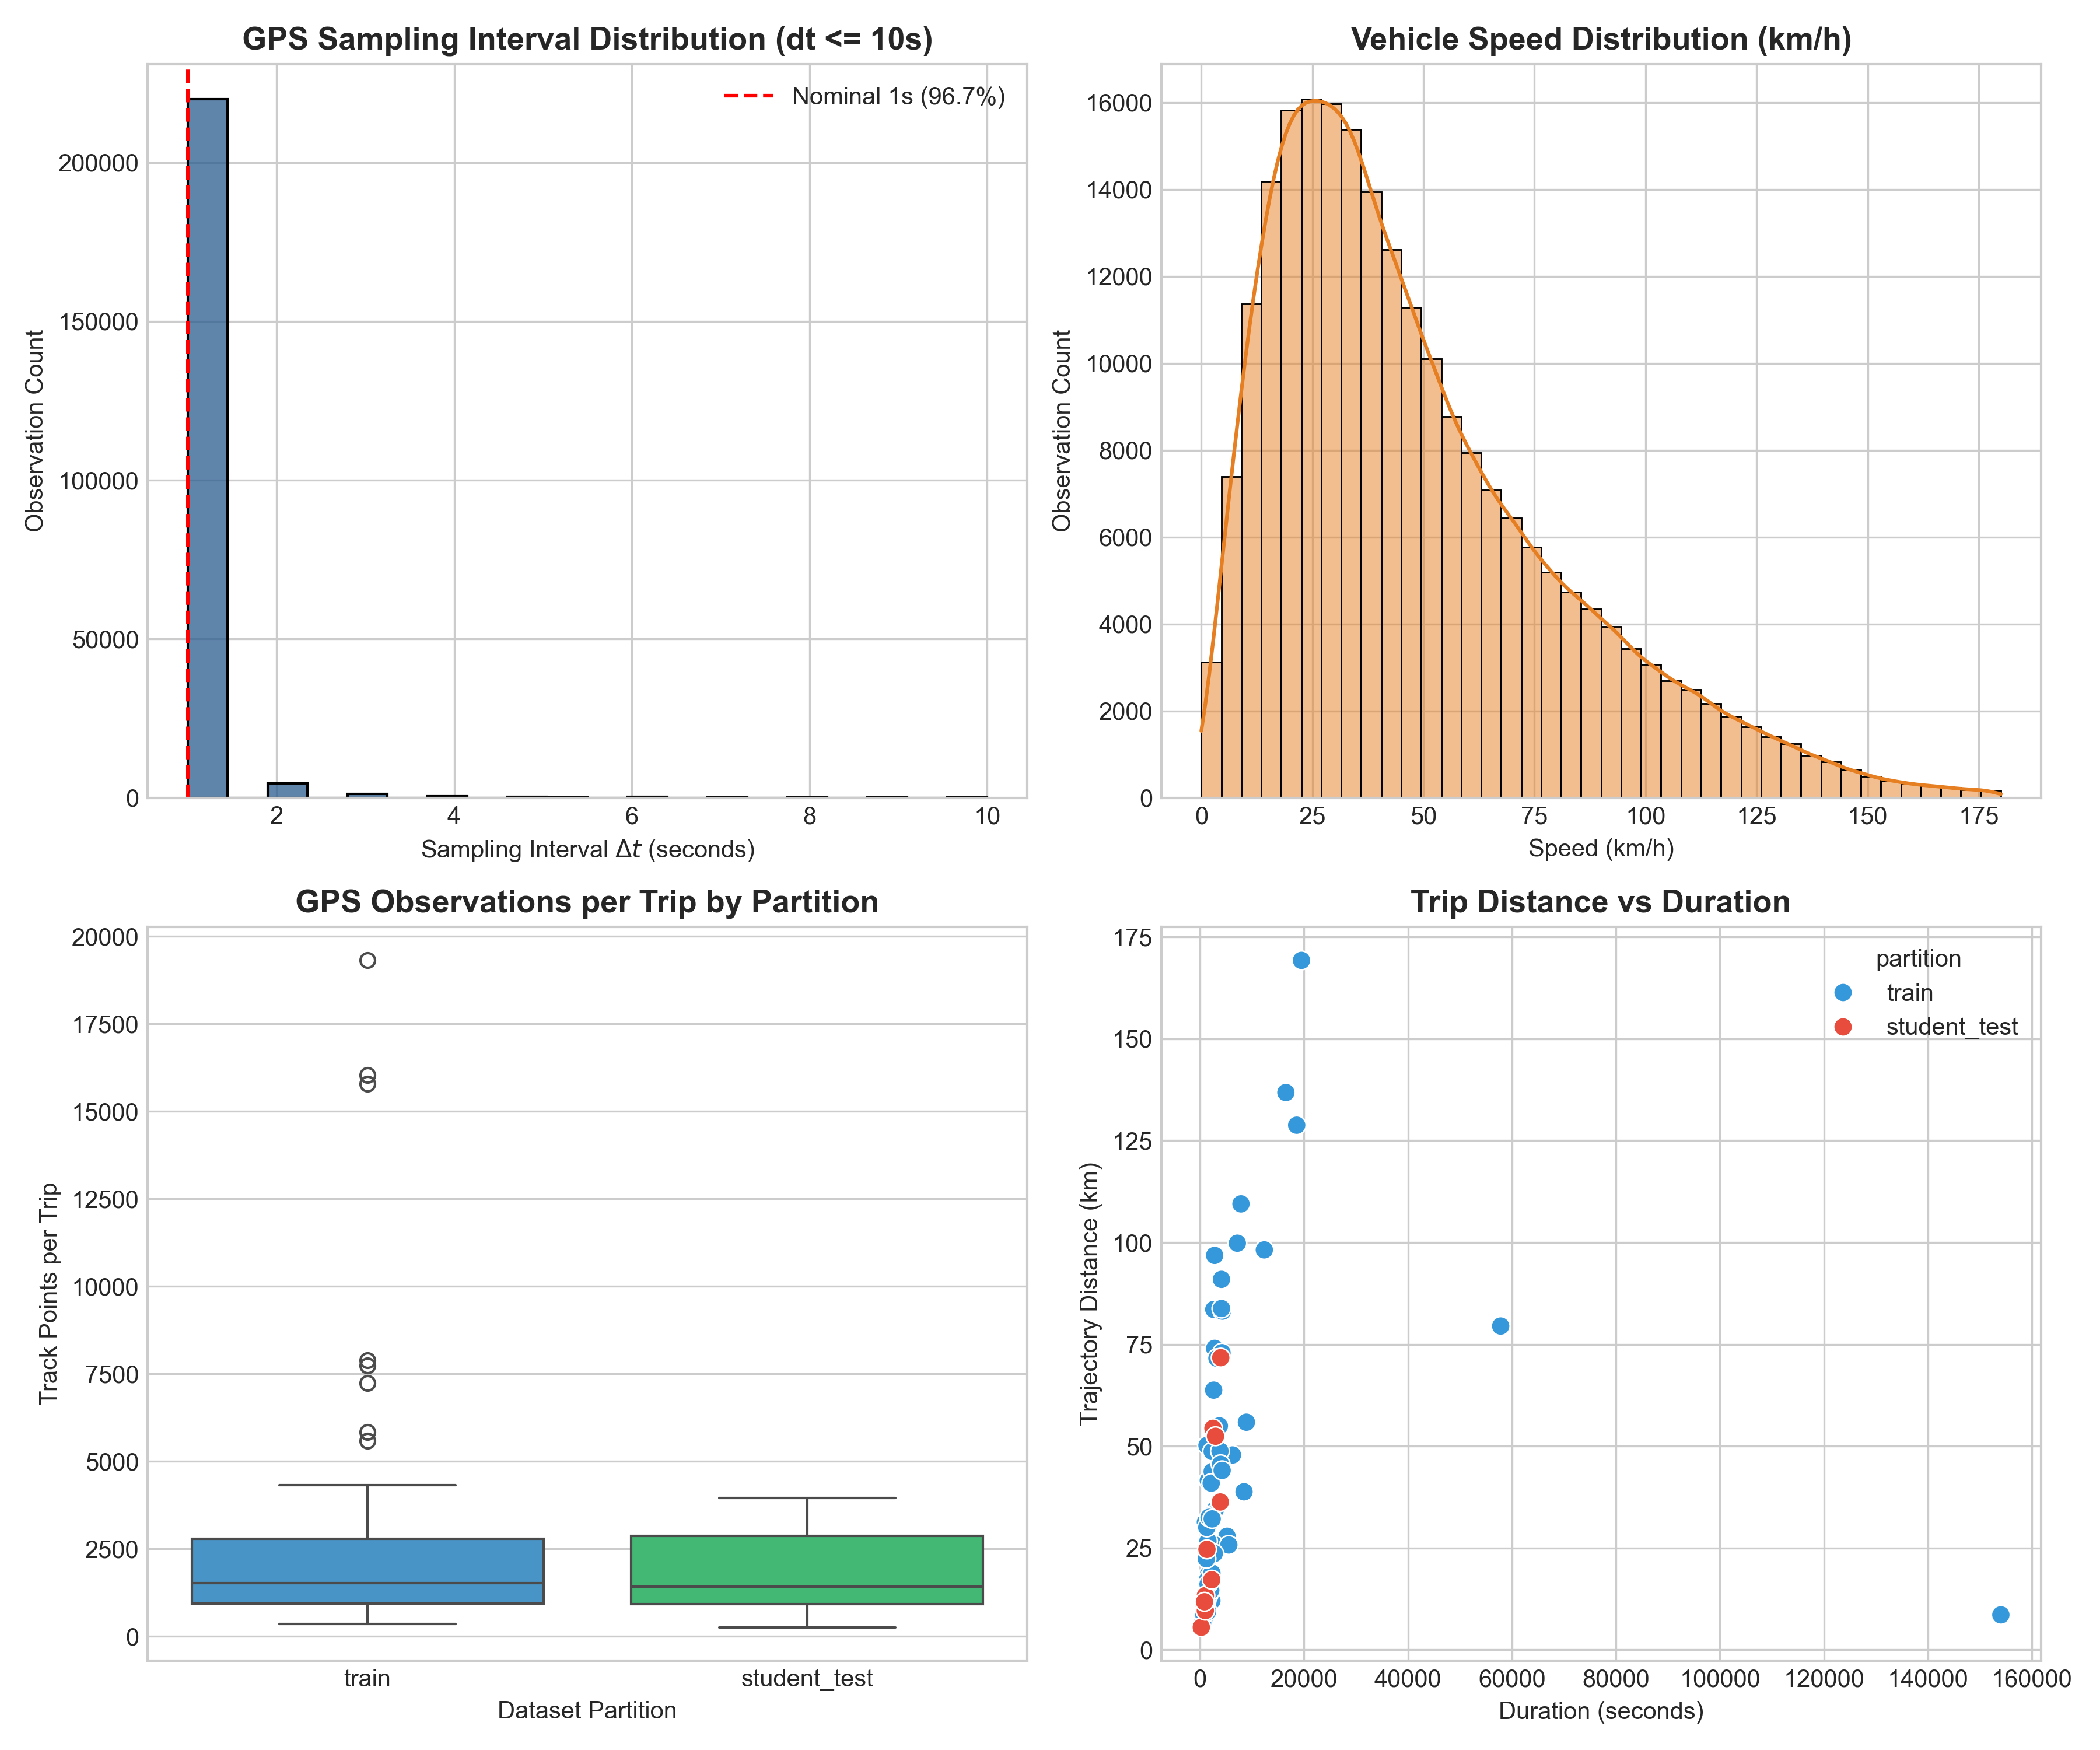 GPS Sampling Interval Distribution (dt <= 10s)
Nominal 1s (96.7%)
Observation Count
200000
150000
100000
50000
0
2 4 6 8 10
Sampling Interval Δt (seconds)
Vehicle Speed Distribution (km/h)
Observation Count
16000
14000
12000
10000
8000
6000
4000
2000
0
0 25 50 75 100 125 150 175
Speed (km/h)
GPS Observations per Trip by Partition
Track Points per Trip
20000
17500
15000
12500
10000
7500
5000
2500
0
train student_test
Dataset Partition
Trip Distance vs Duration
partition
train
student_test
Trajectory Distance (km)
175
150
125
100
75
50
25
0
0 20000 40000 60000 80000 100000 120000 140000 160000
Duration (seconds)